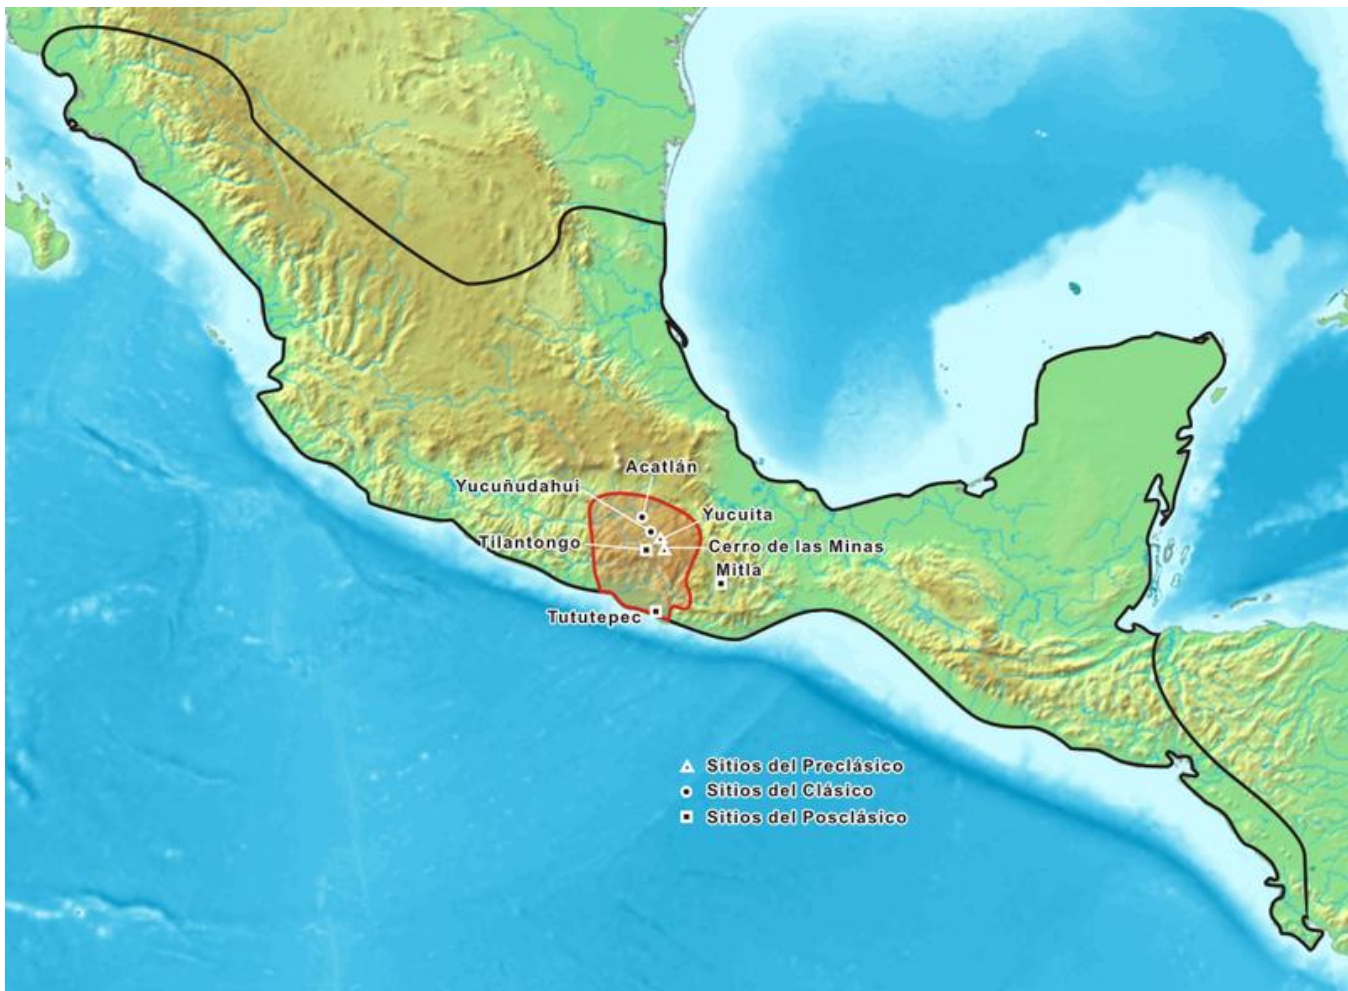 Acatlán
Yucuñudahui
Yucuita
Tilantongo
Cerro de las Minas
Mitla
Tututepec
Sitios del Preclásico
Sitios del Clásico
Sitios del Posclásico